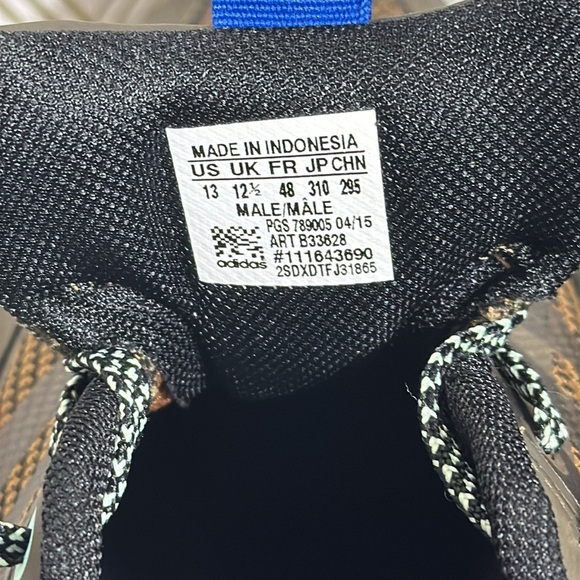 MADE IN INDONESIA
US UK FR JP CHN
13 12½ 48 310 295
MALE/MÂLE
PGS 789005 04/15
ART B33628
#111643690
adidas 2SDXDTFJ31865